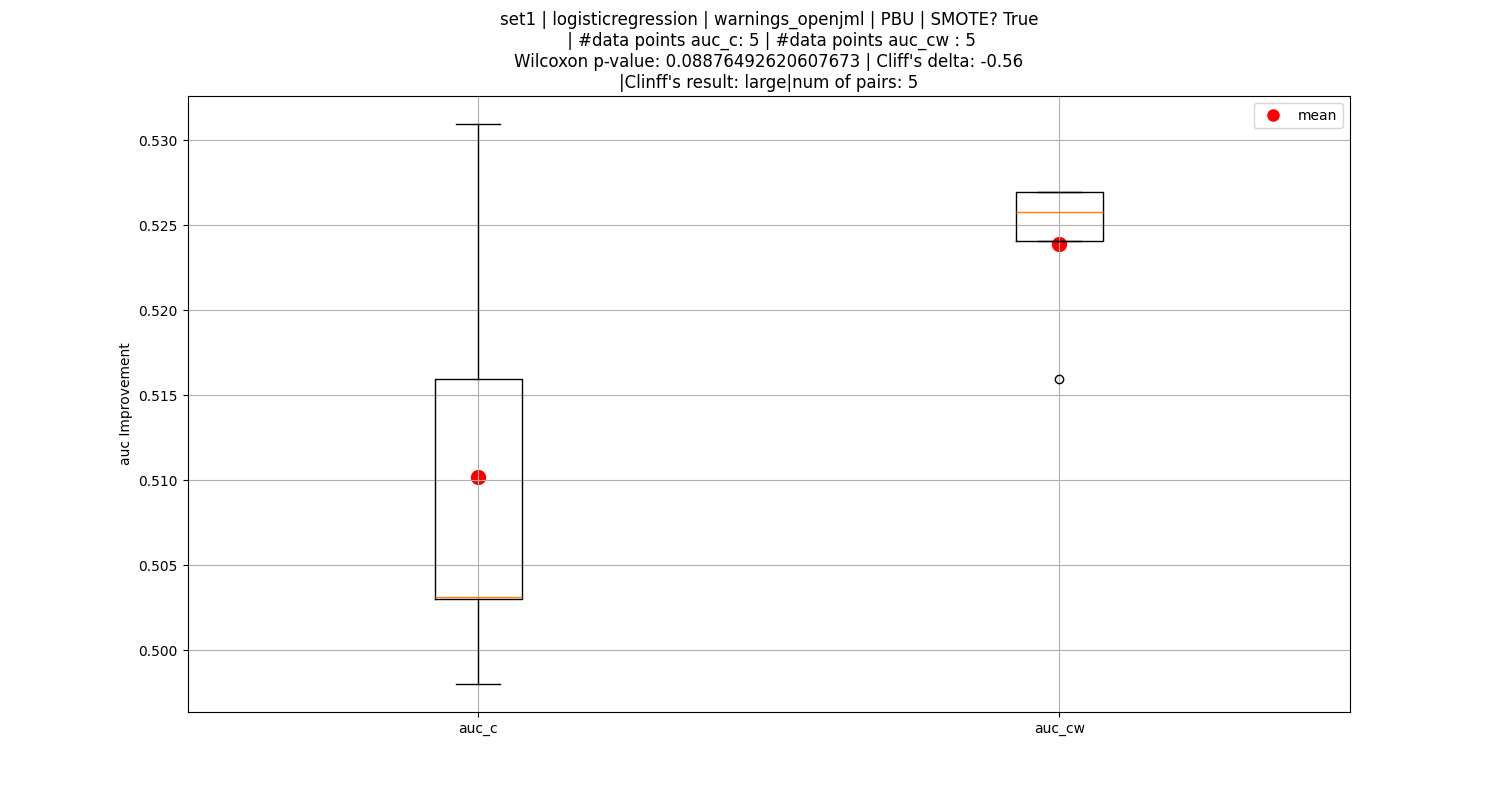 set1 | logisticregression | warnings_openjml | PBU | SMOTE? True
| #data points auc_c: 5 | #data points auc_cw : 5
Wilcoxon p-value: 0.08876492620607673 | Cliff's delta: -0.56
|Clinff's result: large|num of pairs: 5
mean
0.530
0.525
0.520
0.515
0.510
0.505
0.500
auc Improvement
auc_c
auc_cw